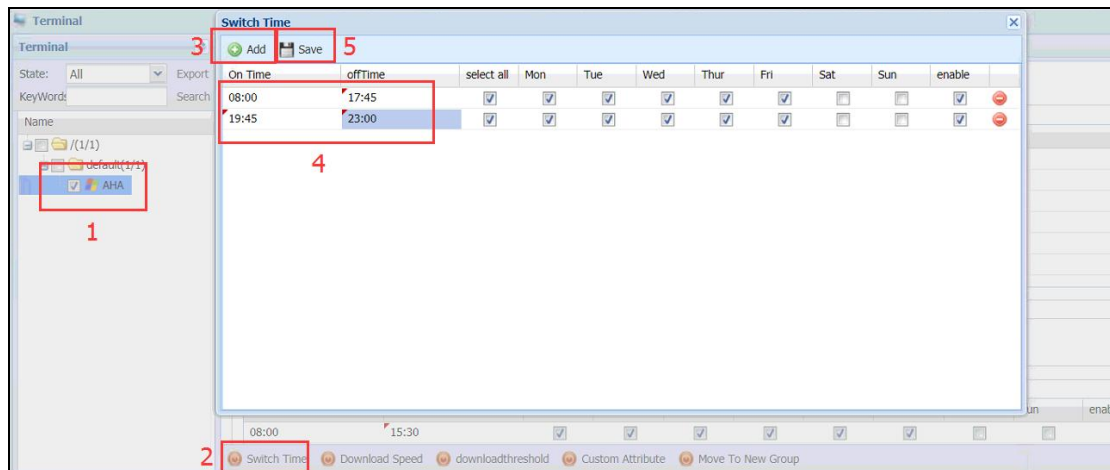 Terminal
Switch Time
Terminal
3
Add
Save
5
State:
All
Export
On Time
offTime
select all
Mon
Tue
Wed
Thur
Fri
Sat
Sun
enable
KeyWord:
Search
08:00
17:45
Name
19:45
23:00
/(1/1)
4
default(1/1)
AHA
1
un
08:00
15:30
2
Switch Time
Download Speed
downloadthreshold
Custom Attribute
Move To New Group